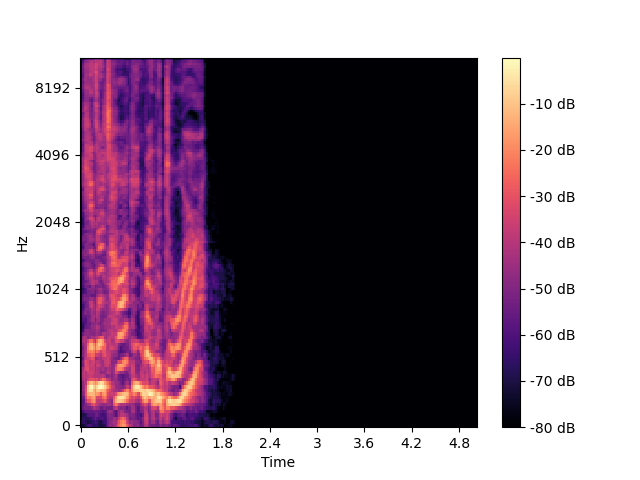 8192
4096
2048
1024
512
0
Hz
0 0.6 1.2 1.8 2.4 3 3.6 4.2 4.8
Time
-10 dB
-20 dB
-30 dB
-40 dB
-50 dB
-60 dB
-70 dB
-80 dB